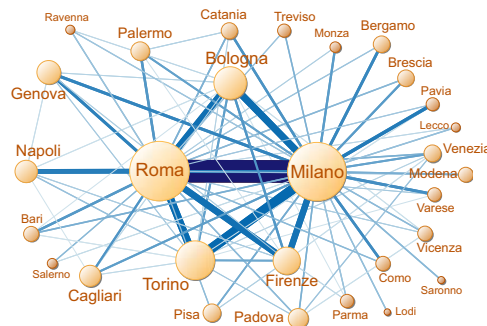 Ravenna
Catania
Treviso
Palermo
Monza
Bergamo
Bologna
Brescia
Genova
Pavia
Lecco
Napoli
Venezia
Roma
Milano
Modena
Varese
Bari
Vicenza
Salerno
Torino
Firenze
Como
Saronno
Cagliari
Pisa
Padova
Parma
Lodi